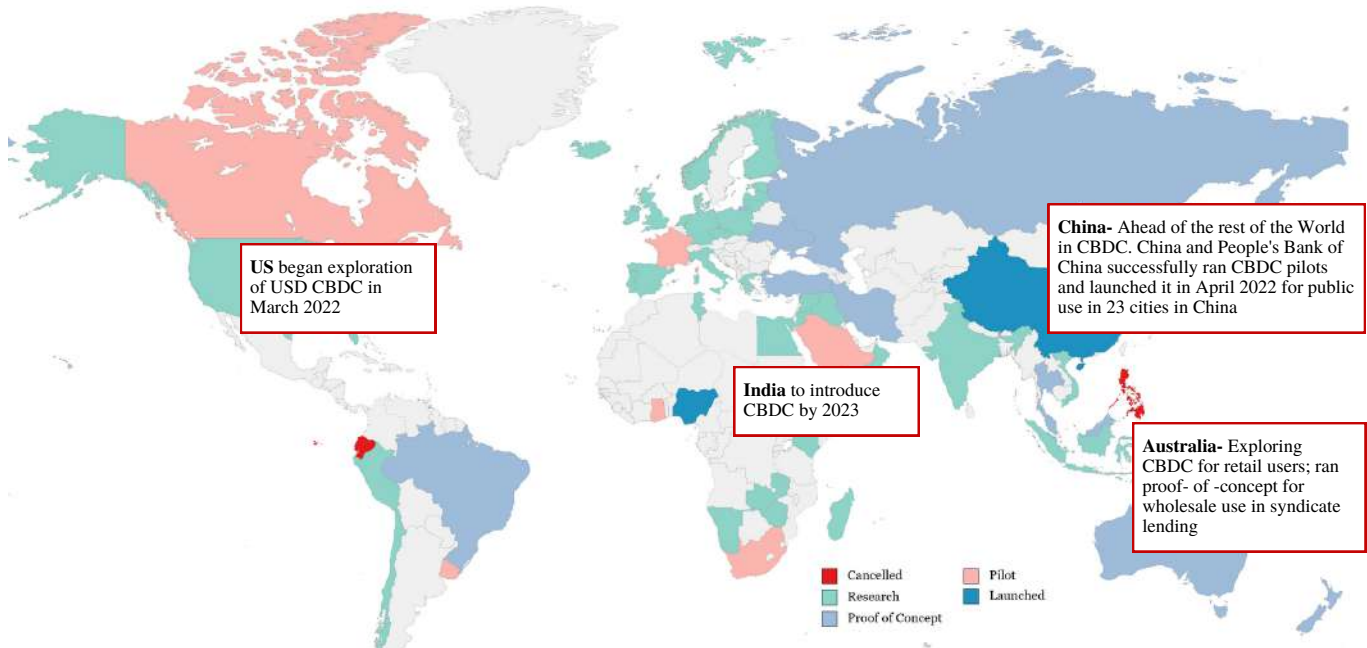 US began exploration
of USD CBDC in
March 2022
China- Ahead of the rest of the World
in CBDC. China and People's Bank of
China successfully ran CBDC pilots
and launched it in April 2022 for public
use in 23 cities in China
India to introduce
CBDC by 2023
Australia- Exploring
CBDC for retail users; ran
proof- of -concept for
wholesale use in syndicate
lending
Cancelled
Research
Proof of Concept
Pilot
Launched